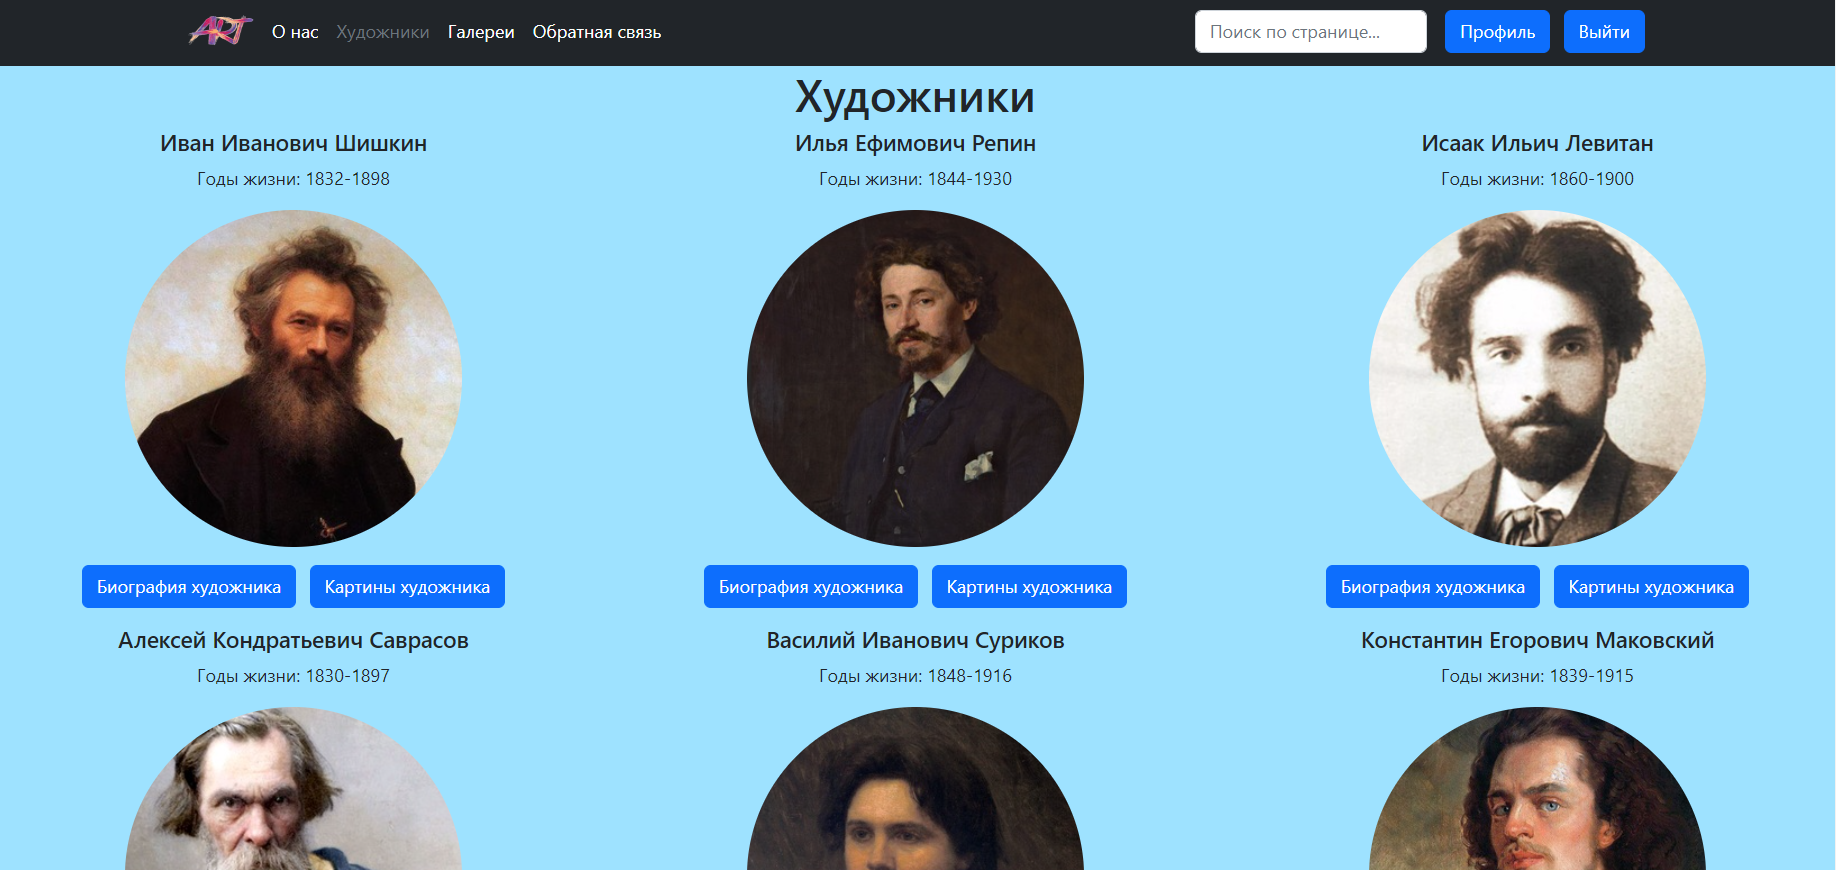 ART О нас Художники Галереи Обратная связь Поиск по странице... Профиль Выйти
Художники
Иван Иванович Шишкин Илья Ефимович Репин Исаак Ильич Левитан
Годы жизни: 1832-1898 Годы жизни: 1844-1930 Годы жизни: 1860-1900
Биография художника Картины художника Биография художника Картины художника Биография художника Картины художника
Алексей Кондратьевич Саврасов Василий Иванович Суриков Константин Егорович Маковский
Годы жизни: 1830-1897 Годы жизни: 1848-1916 Годы жизни: 1839-1915